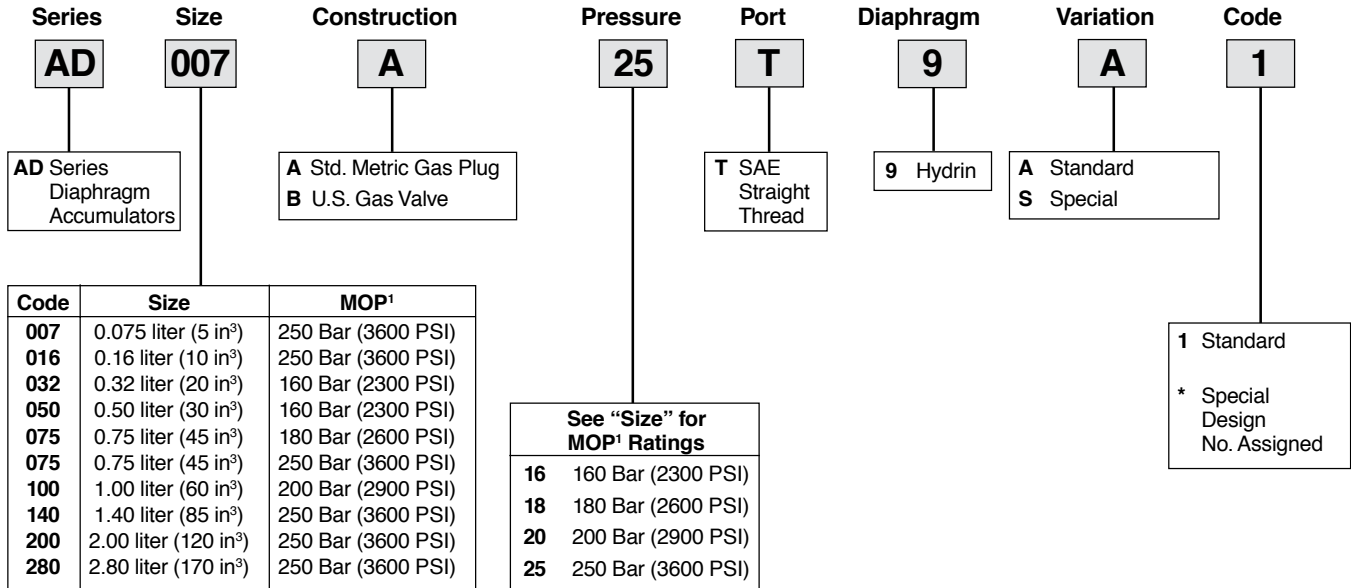 Series Size Construction Pressure Port Diaphragm Variation Code
AD 007 A 25 T 9 A 1
AD Series
Diaphragm
Accumulators
A Std. Metric Gas Plug
B U.S. Gas Valve
T SAE
Straight
Thread
9 Hydrin
A Standard
S Special
Code Size MOP¹
007 0.075 liter (5 in³) 250 Bar (3600 PSI)
016 0.16 liter (10 in³) 250 Bar (3600 PSI)
032 0.32 liter (20 in³) 160 Bar (2300 PSI)
050 0.50 liter (30 in³) 160 Bar (2300 PSI)
075 0.75 liter (45 in³) 180 Bar (2600 PSI)
075 0.75 liter (45 in³) 250 Bar (3600 PSI)
100 1.00 liter (60 in³) 200 Bar (2900 PSI)
140 1.40 liter (85 in³) 250 Bar (3600 PSI)
200 2.00 liter (120 in³) 250 Bar (3600 PSI)
280 2.80 liter (170 in³) 250 Bar (3600 PSI)
See “Size” for
MOP¹ Ratings
16 160 Bar (2300 PSI)
18 180 Bar (2600 PSI)
20 200 Bar (2900 PSI)
25 250 Bar (3600 PSI)
1 Standard
* Special
Design
No. Assigned